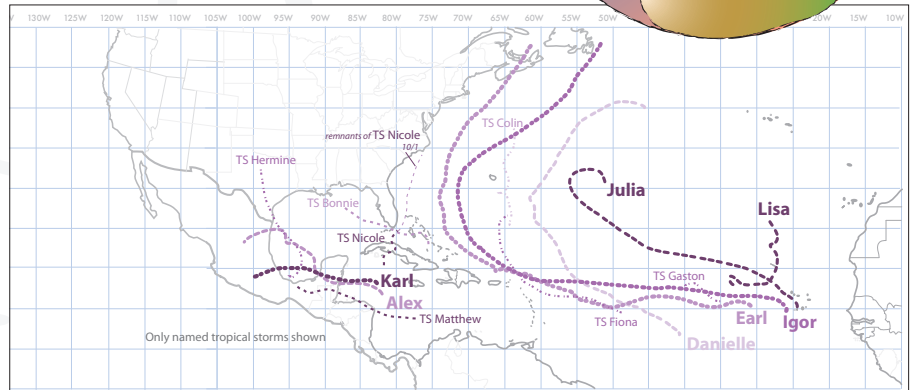 W 130W 125W 120W 115W 105W 100W 95W 90W 85W 80W 75W 70W 65W 60W 55W 50W 20W 15W 10W
TS Colin
remnants of TS Nicole
10/1
TS Hermine
Julia
TS Bonnie
Lisa
TS Nicole
TS Gaston
Karl
Alex
TS Matthew
TS Fiona
Earl
Igor
Only named tropical storms shown
Danielle